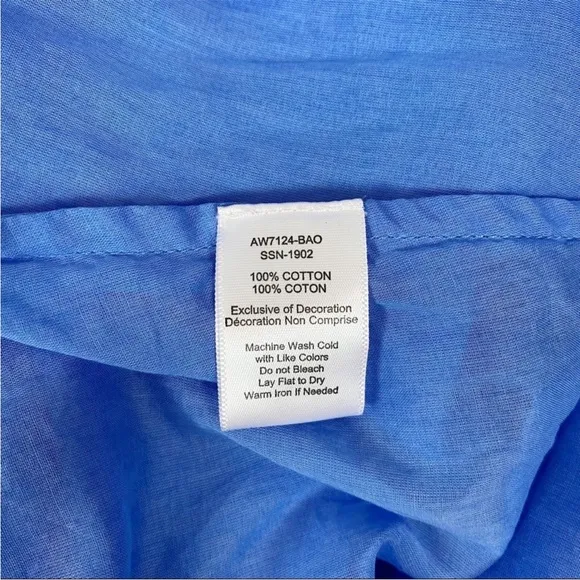 AW7124-BAO
SSN-1902
100% COTTON
100% COTON
Exclusive of Decoration
Décoration Non Comprise
Machine Wash Cold
with Like Colors
Do not Bleach
Lay Flat to Dry
Warm Iron If Needed